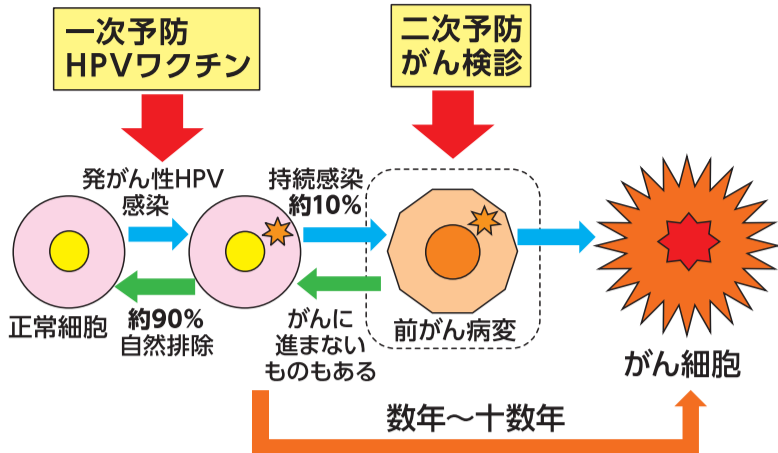 一次予防
HPVワクチン
二次予防
がん検診
発がん性HPV
感染
持続感染
約10%
正常細胞
約90%
自然排除
がんに
進まない
ものもある
前がん病変
がん細胞
数年～十数年